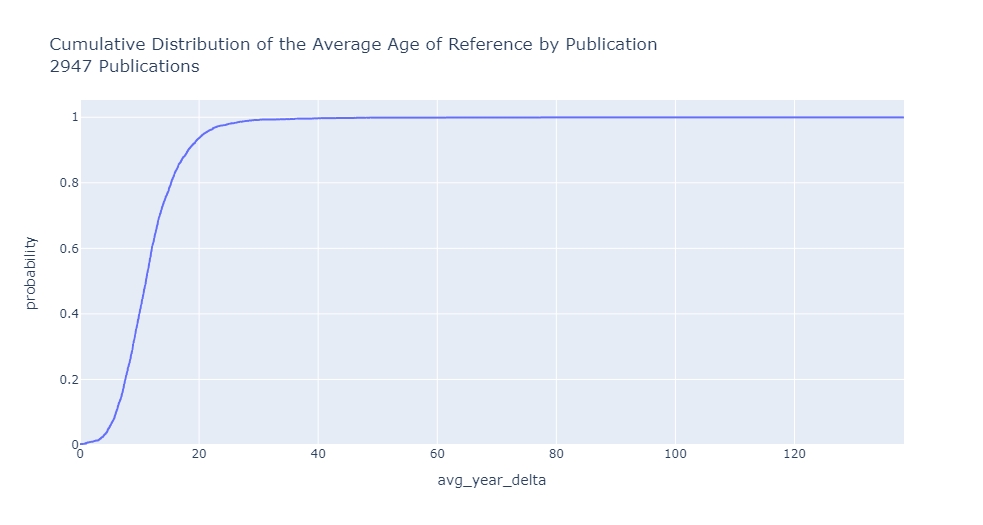 Cumulative Distribution of the Average Age of Reference by Publication
2947 Publications
1
0.8
0.6
0.4
0.2
0
probability
0 20 40 60 80 100 120
avg_year_delta